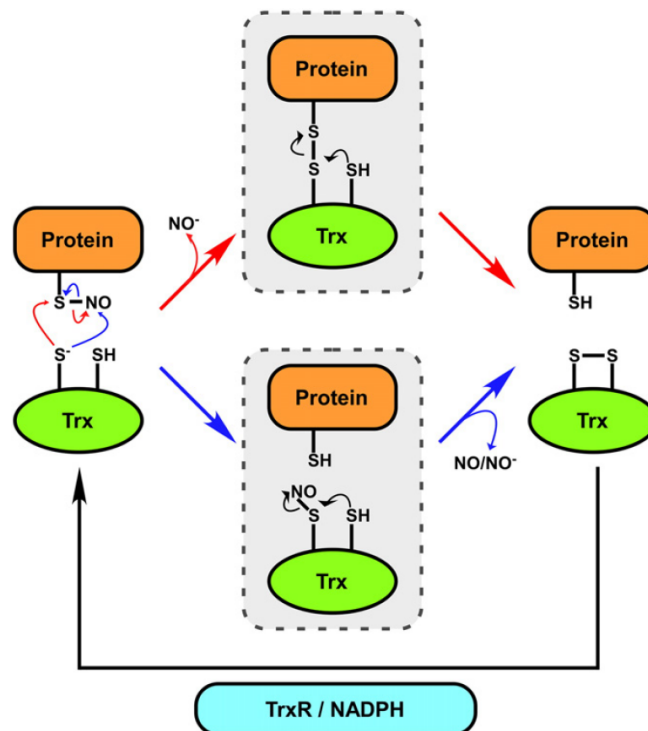 Protein
S
S
SH
Trx
NO⁻
Protein
S
NO
S⁻
SH
Trx
Protein
SH
S
S
Trx
Protein
SH
NO
S
SH
Trx
NO/NO⁻
TrxR / NADPH